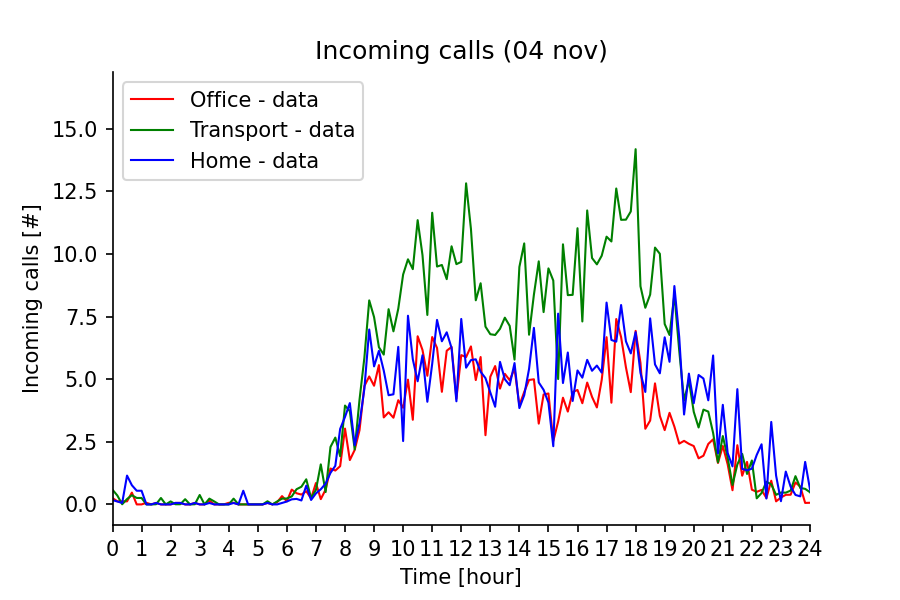 Incoming calls (04 nov)
Office - data
Transport - data
Home - data
Incoming calls [#]
15.0
12.5
10.0
7.5
5.0
2.5
0.0
0 1 2 3 4 5 6 7 8 9 10 11 12 13 14 15 16 17 18 19 20 21 22 23 24
Time [hour]